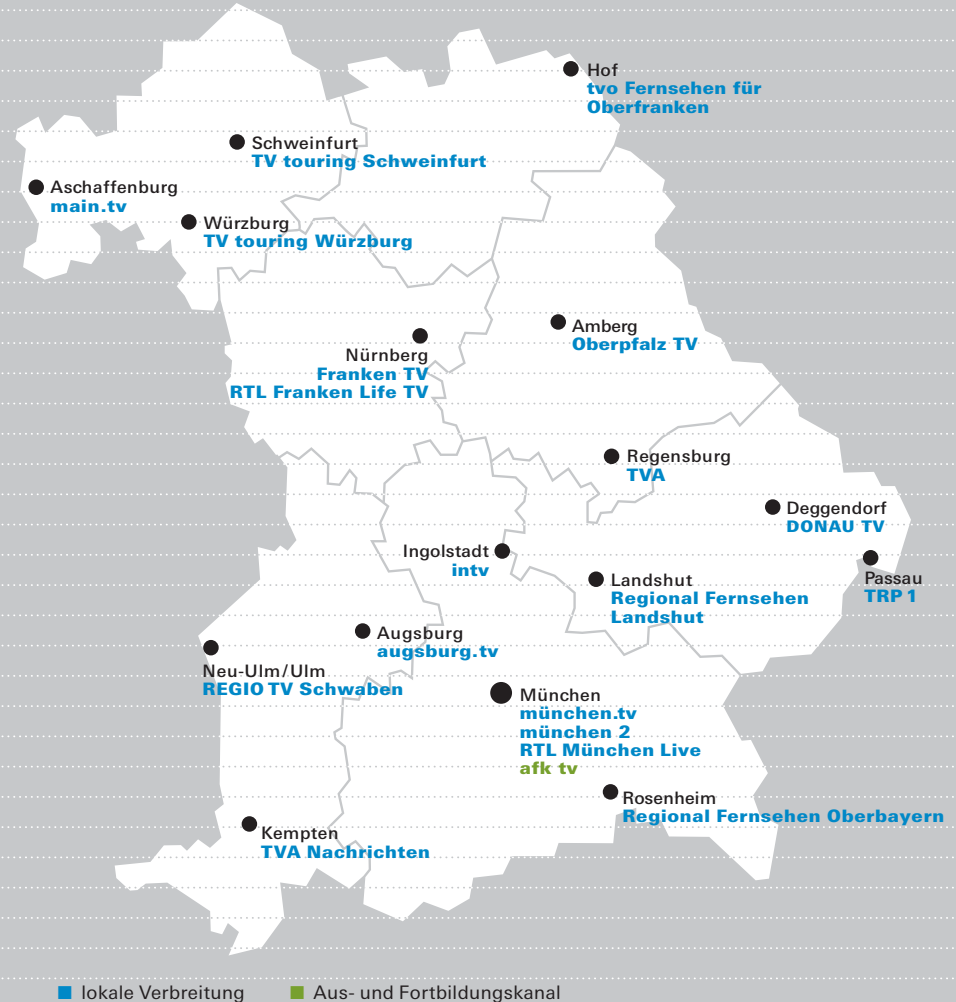 Hof
tvo Fernsehen für
Oberfranken
Schweinfurt
TV touring Schweinfurt
Aschaffenburg
main.tv
Würzburg
TV touring Würzburg
Amberg
Oberpfalz TV
Nürnberg
Franken TV
RTL Franken Life TV
Regensburg
TVA
Deggendorf
DONAU TV
Ingolstadt
intv
Passau
TRP 1
Landshut
Regional Fernsehen
Landshut
Augsburg
augsburg.tv
Neu-Ulm/Ulm
REGIO TV Schwaben
München
münchen.tv
münchen 2
RTL München Live
afk tv
Rosenheim
Regional Fernsehen Oberbayern
Kempten
TVA Nachrichten
lokale Verbreitung
Aus- und Fortbildungskanal